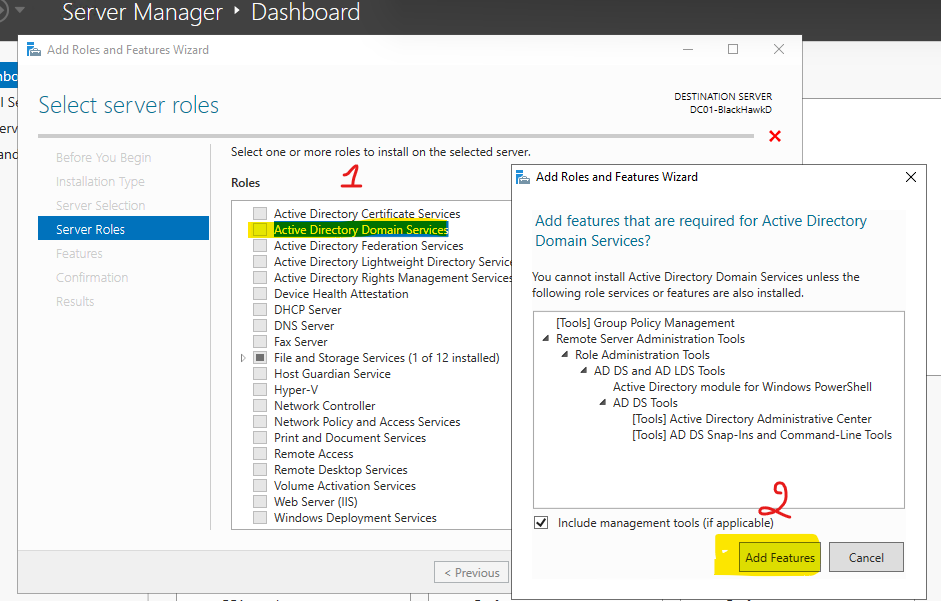 Server Manager ‣ Dashboard
Add Roles and Features Wizard
Select server roles
DESTINATION SERVER
DC01-BlackHawkD
Before You Begin
Installation Type
Server Selection
Server Roles
Features
Confirmation
Results
Select one or more roles to install on the selected server.
1
Roles
Active Directory Certificate Services
Active Directory Domain Services
Active Directory Federation Services
Active Directory Lightweight Directory Service
Active Directory Rights Management Services
Device Health Attestation
DHCP Server
DNS Server
Fax Server
File and Storage Services (1 of 12 installed)
Host Guardian Service
Hyper-V
Network Controller
Network Policy and Access Services
Print and Document Services
Remote Access
Remote Desktop Services
Volume Activation Services
Web Server (IIS)
Windows Deployment Services
< Previous
Add Roles and Features Wizard
Add features that are required for Active Directory
Domain Services?
You cannot install Active Directory Domain Services unless the
following role services or features are also installed.
[Tools] Group Policy Management
Remote Server Administration Tools
Role Administration Tools
AD DS and AD LDS Tools
Active Directory module for Windows PowerShell
AD DS Tools
[Tools] Active Directory Administrative Center
[Tools] AD DS Snap-Ins and Command-Line Tools
2
Include management tools (if applicable)
Add Features
Cancel